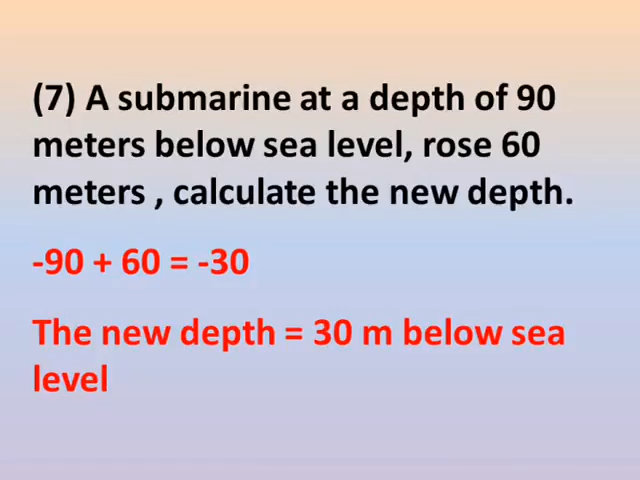 (7) A submarine at a depth of 90
meters below sea level, rose 60
meters , calculate the new depth.
-90 + 60 = -30
The new depth = 30 m below sea
level